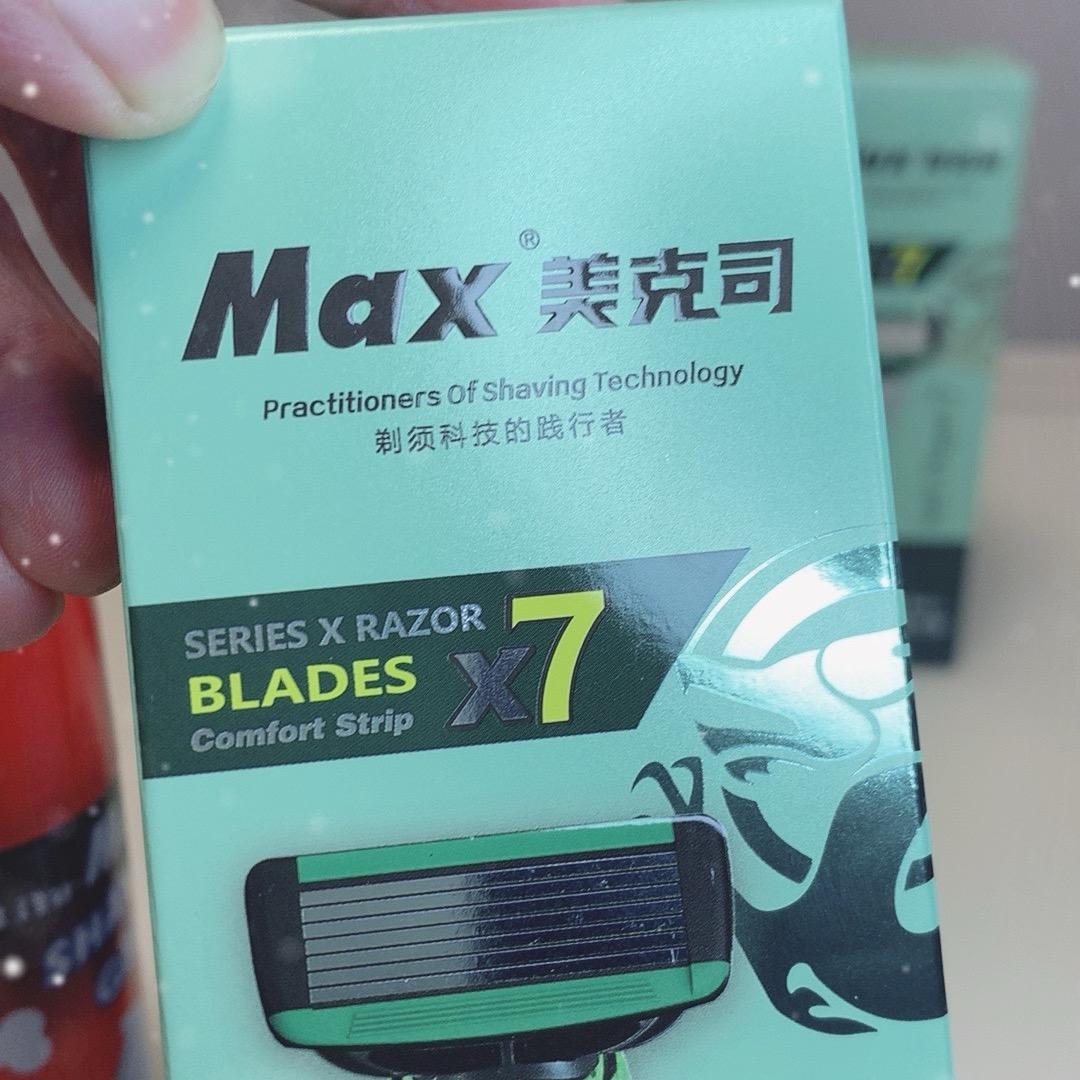 Max® 美克司
Practitioners Of Shaving Technology
剃须科技的践行者
SERIES X RAZOR
BLADES x7
Comfort Strip